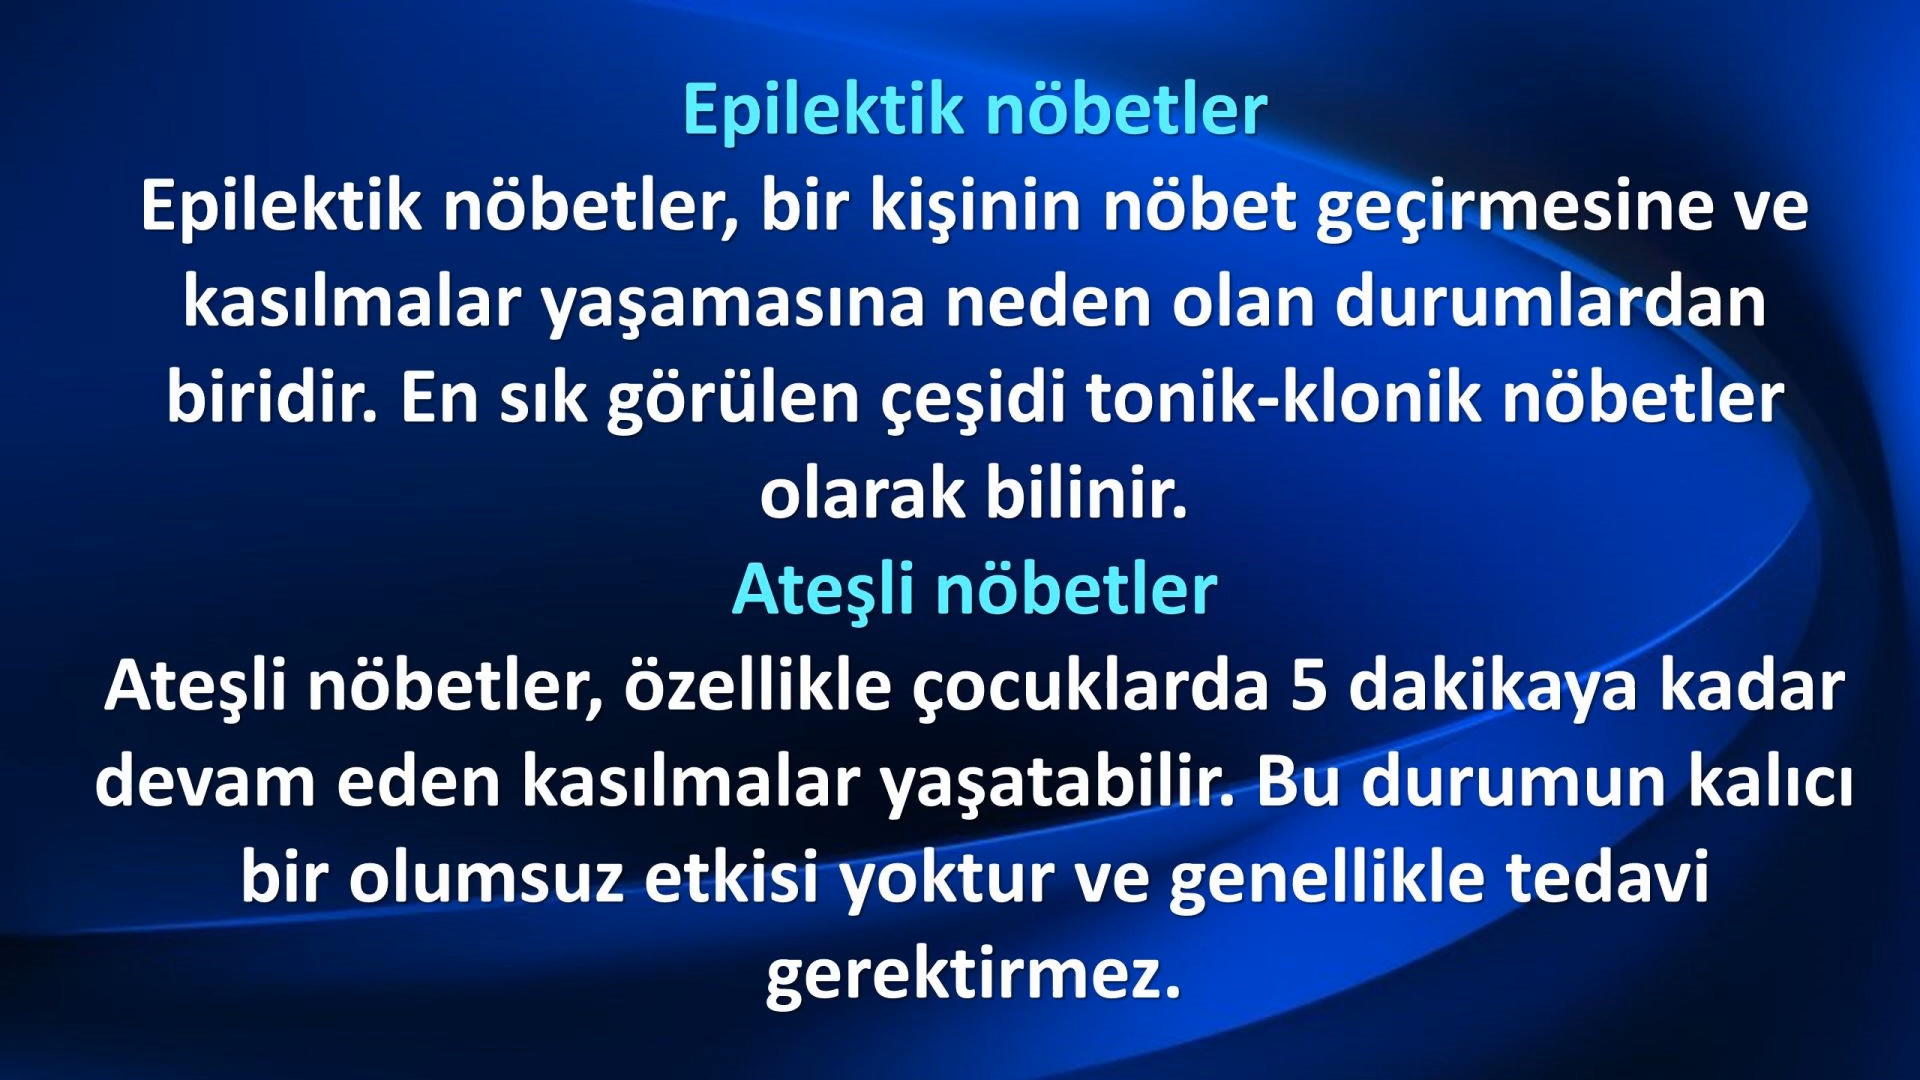 Epilektik nöbetler
Epilektik nöbetler, bir kişinin nöbet geçirmesine ve
kasılmalar yaşamasına neden olan durumlardan
biridir. En sık görülen çeşidi tonik-klonik nöbetler
olarak bilinir.
Ateşli nöbetler
Ateşli nöbetler, özellikle çocuklarda 5 dakikaya kadar
devam eden kasılmalar yaşatabilir. Bu durumun kalıcı
bir olumsuz etkisi yoktur ve genellikle tedavi
gerektirmez.